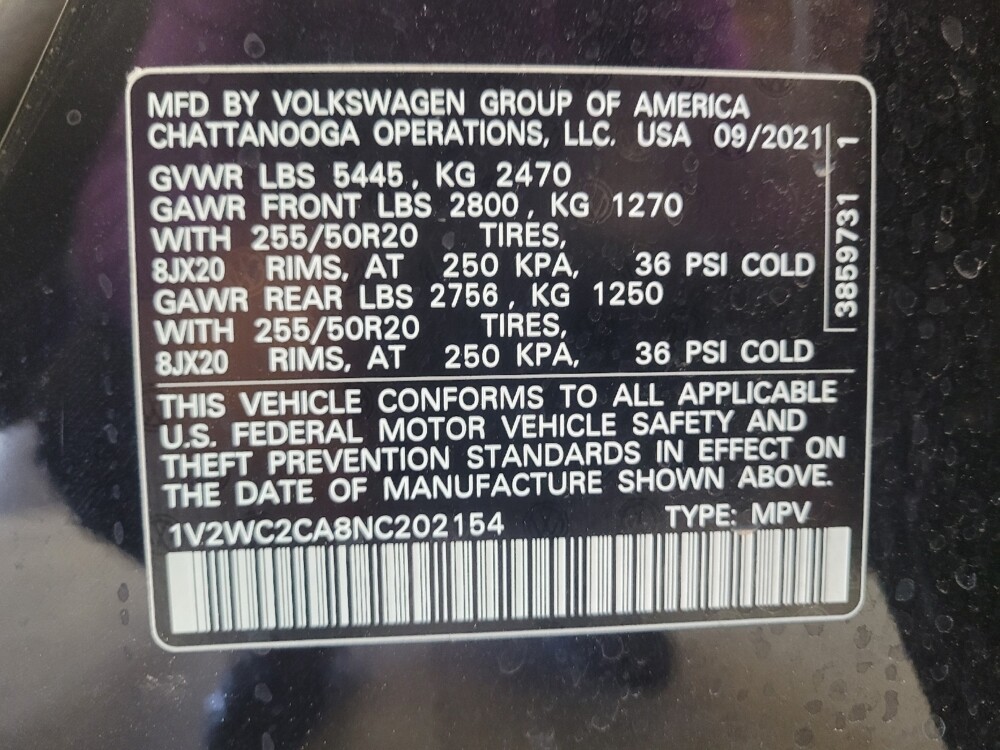 MFD BY VOLKSWAGEN GROUP OF AMERICA
CHATTANOOGA OPERATIONS, LLC. USA 09/2021
GVWR LBS 5445, KG 2470
GAWR FRONT LBS 2800, KG 1270
WITH 255/50R20 TIRES,
8JX20 RIMS, AT 250 KPA, 36 PSI COLD
GAWR REAR LBS 2756, KG 1250
WITH 255/50R20 TIRES,
8JX20 RIMS, AT 250 KPA, 36 PSI COLD
3859731 1
THIS VEHICLE CONFORMS TO ALL APPLICABLE
U.S. FEDERAL MOTOR VEHICLE SAFETY AND
THEFT PREVENTION STANDARDS IN EFFECT ON
THE DATE OF MANUFACTURE SHOWN ABOVE.
1V2WC2CA8NC202154 TYPE: MPV